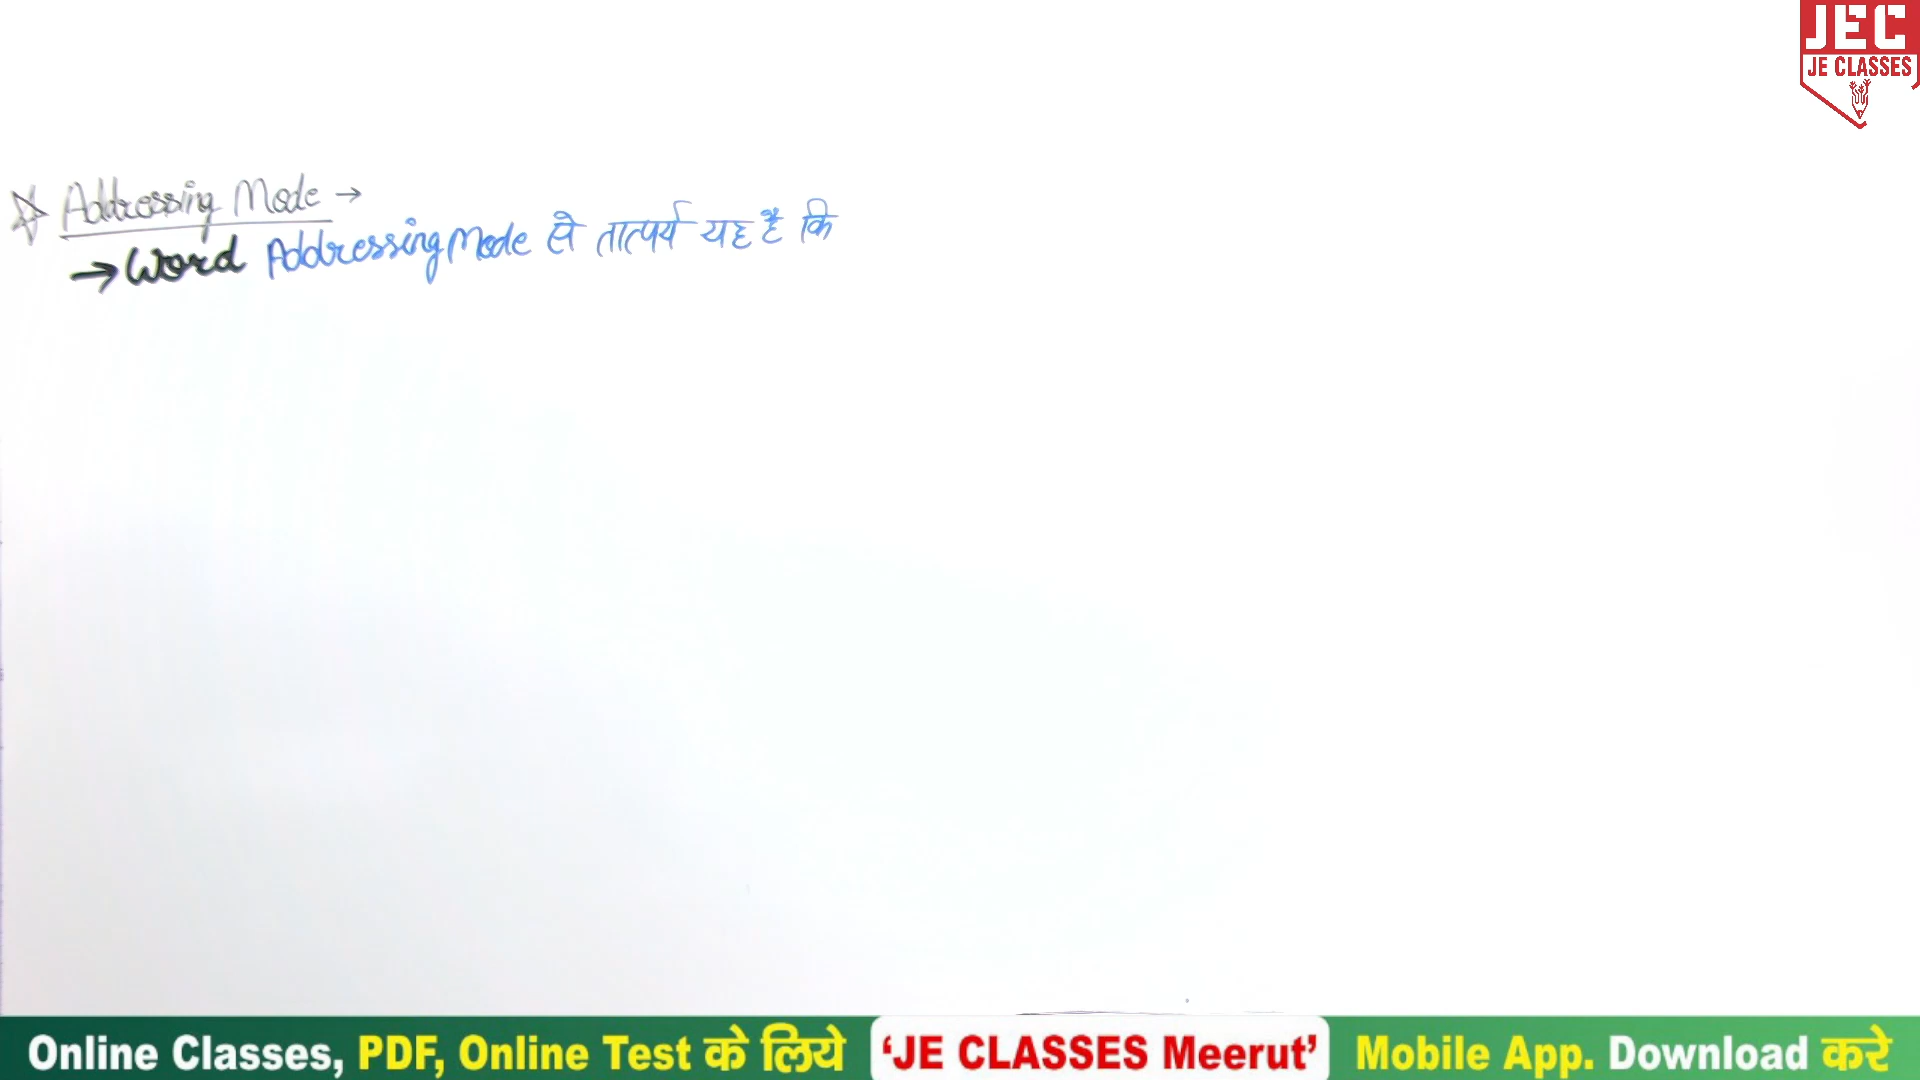 JEC
JE CLASSES
☆ Addressing Mode →
→ Word Addressing Mode से तात्पर्य यह है कि
Online Classes, PDF, Online Test के लिये 'JE CLASSES Meerut' Mobile App. Download करे